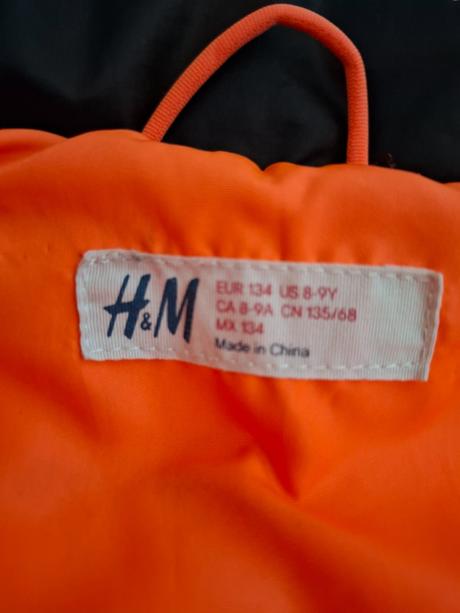 H&M
EUR 134 US 8-9Y
CA 8-9A CN 135/68
MX 134
Made in China